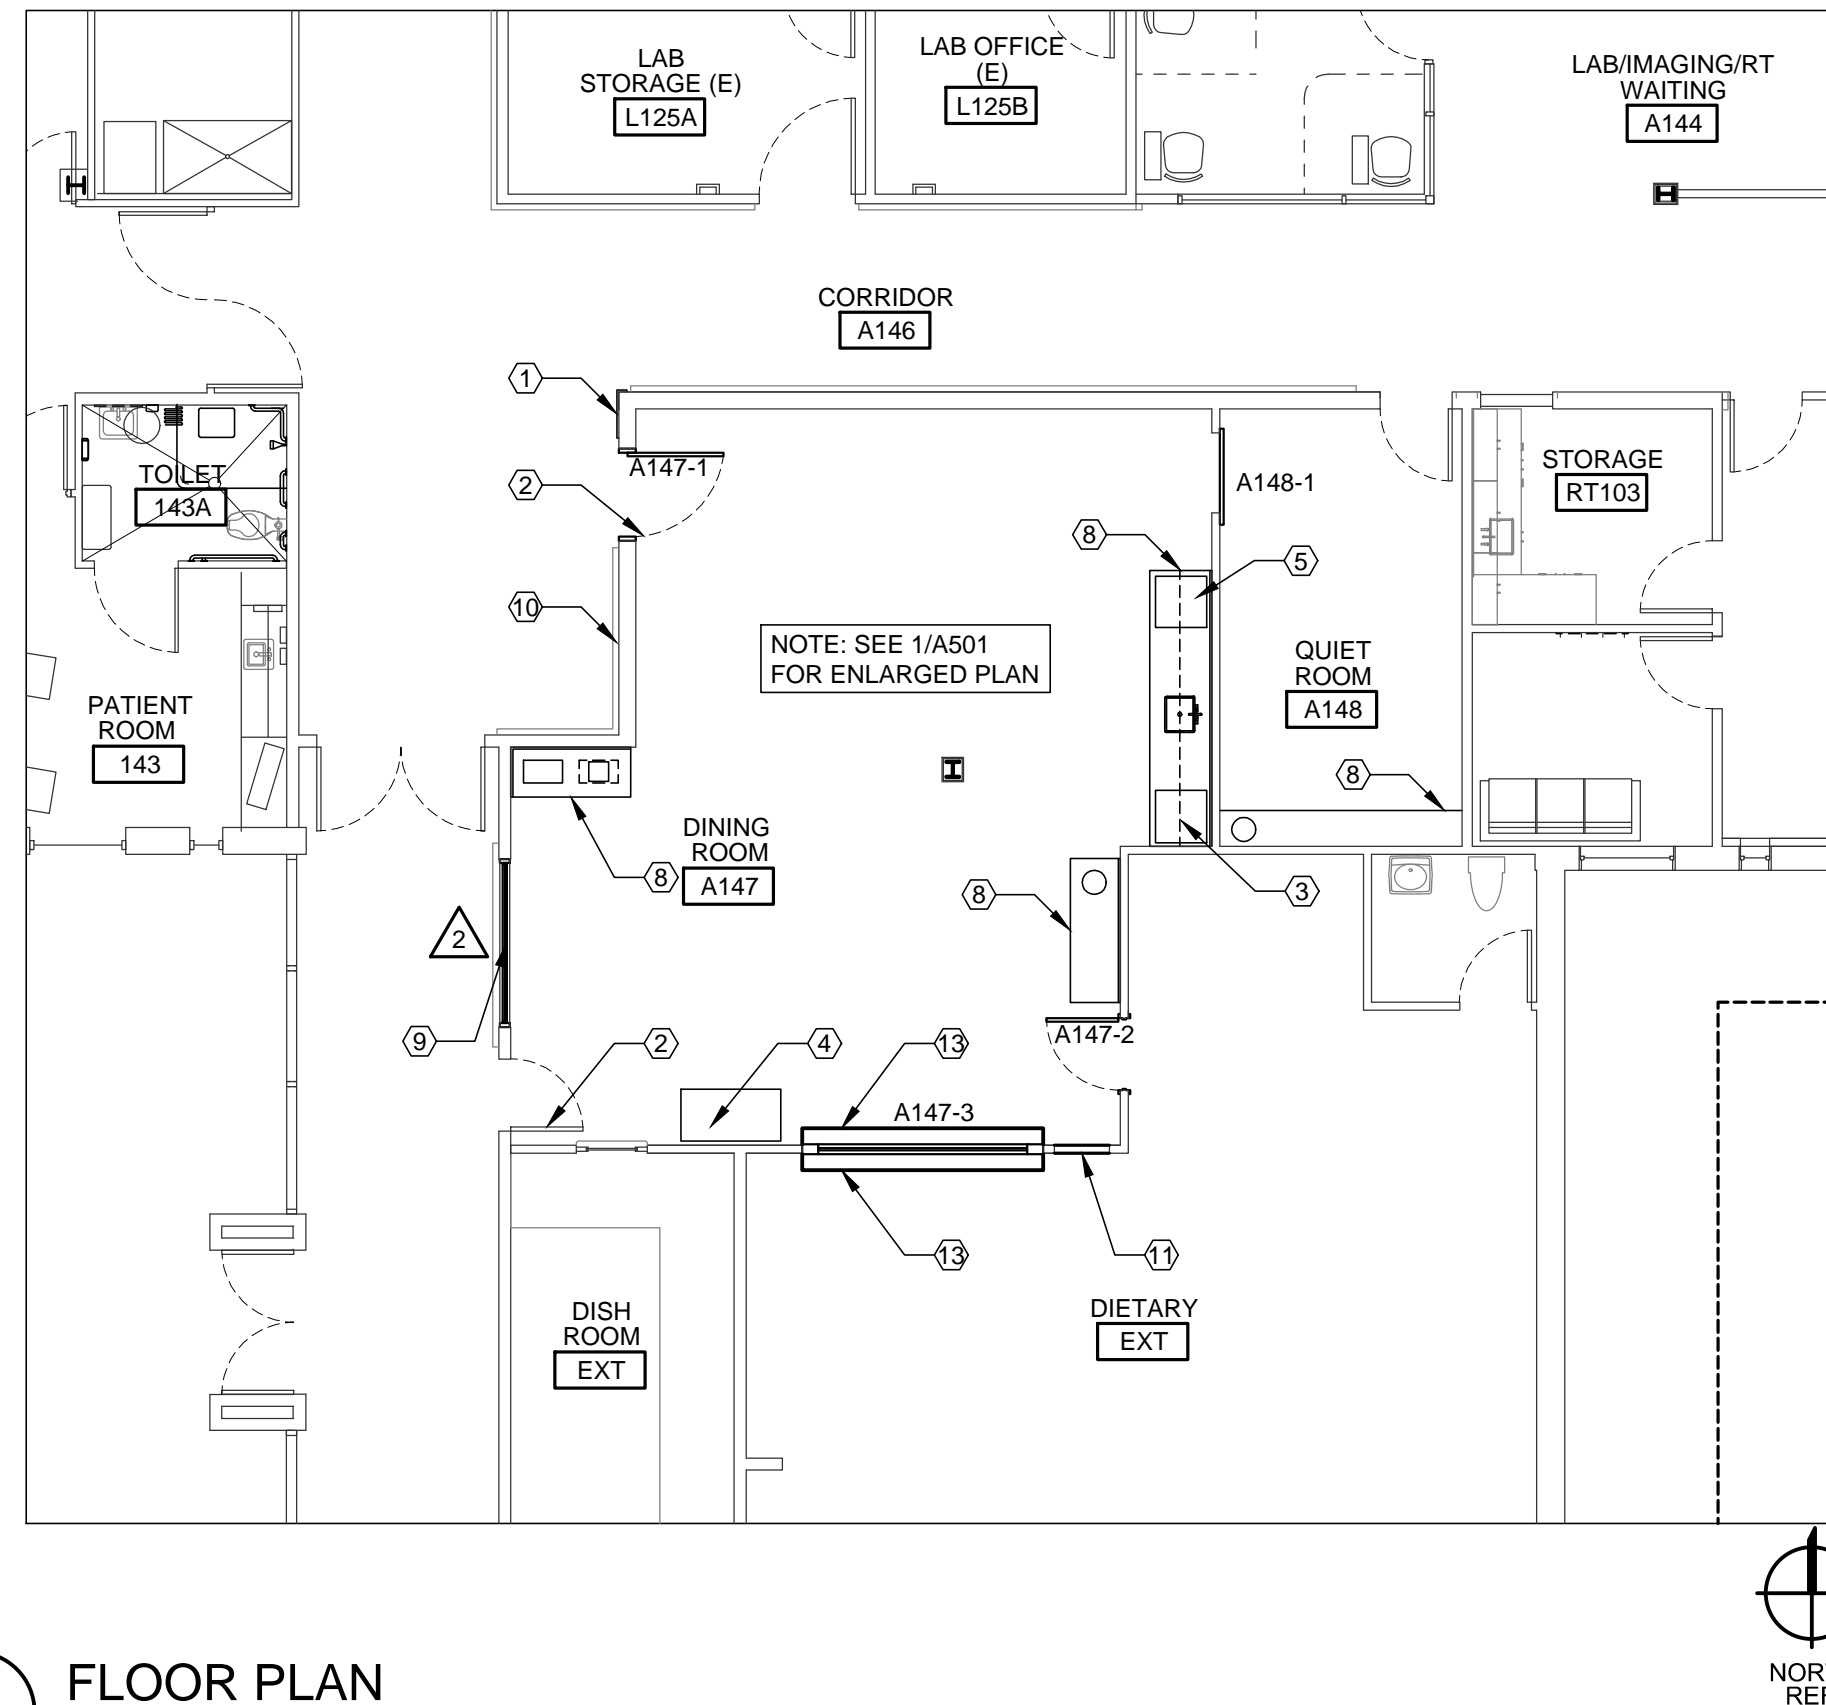 LAB
STORAGE (E)
L125A
LAB OFFICE
(E)
L125B
LAB/IMAGING/RT
WAITING
A144
CORRIDOR
A146
1
A147-1
2
TOILET
143A
A148-1
STORAGE
RT103
8
5
10
NOTE: SEE 1/A501
FOR ENLARGED PLAN
QUIET
ROOM
A148
PATIENT
ROOM
143
8
DINING
ROOM
A147
8
8
3
2
9
2
4
13
A147-2
A147-3
13
11
DISH
ROOM
EXT
DIETARY
EXT
FLOOR PLAN